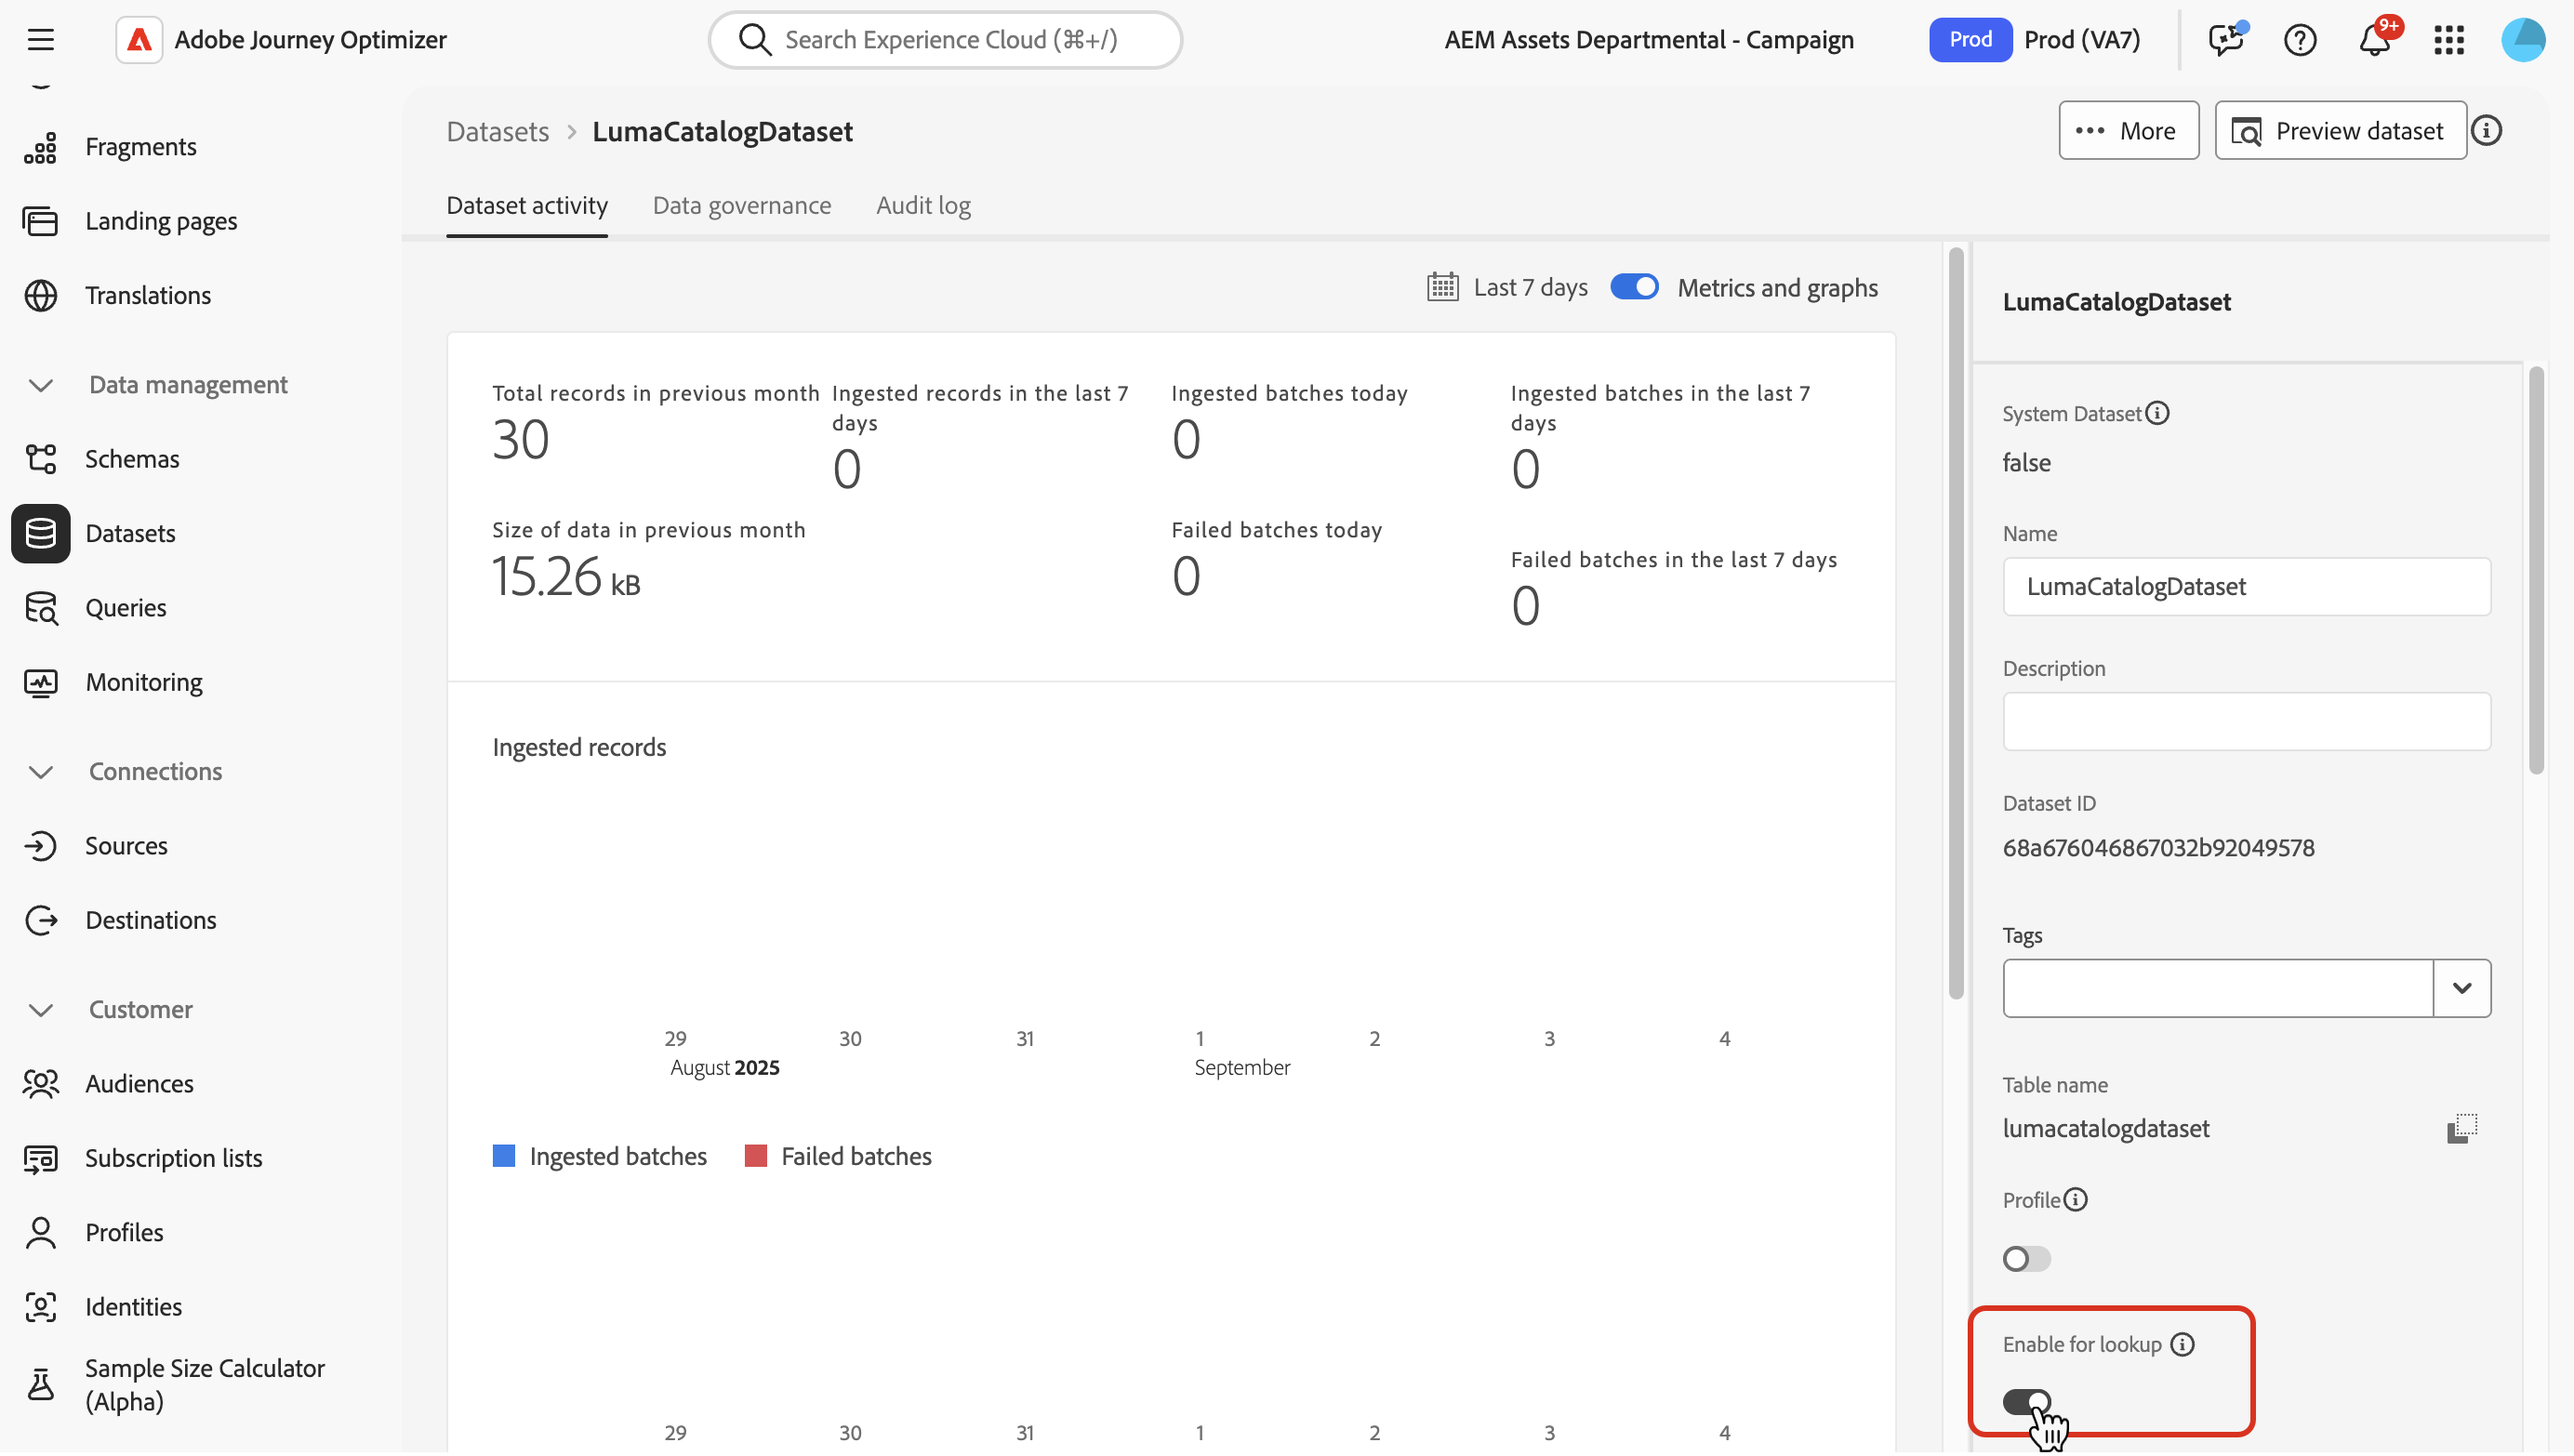 Adobe Journey Optimizer
Search Experience Cloud (⌘+/)
AEM Assets Departmental - Campaign
Prod
Prod (VA7)
9+
Fragments
Landing pages
Translations
Data management
Schemas
Datasets
Queries
Monitoring
Connections
Sources
Destinations
Customer
Audiences
Subscription lists
Profiles
Identities
Sample Size Calculator
(Alpha)
Datasets > LumaCatalogDataset
More
Preview dataset
Dataset activity
Data governance
Audit log
Last 7 days
Metrics and graphs
Total records in previous month
30
Ingested records in the last 7
days
0
Ingested batches today
0
Ingested batches in the last 7
days
0
Size of data in previous month
15.26 kB
Failed batches today
0
Failed batches in the last 7 days
0
Ingested records
29 30 31 1 2 3 4
August 2025 September
Ingested batches
Failed batches
29 30 31 1 2 3 4
LumaCatalogDataset
System Dataset
false
Name
LumaCatalogDataset
Description
Dataset ID
68a676046867032b92049578
Tags
Table name
lumacatalogdataset
Profile
Enable for lookup